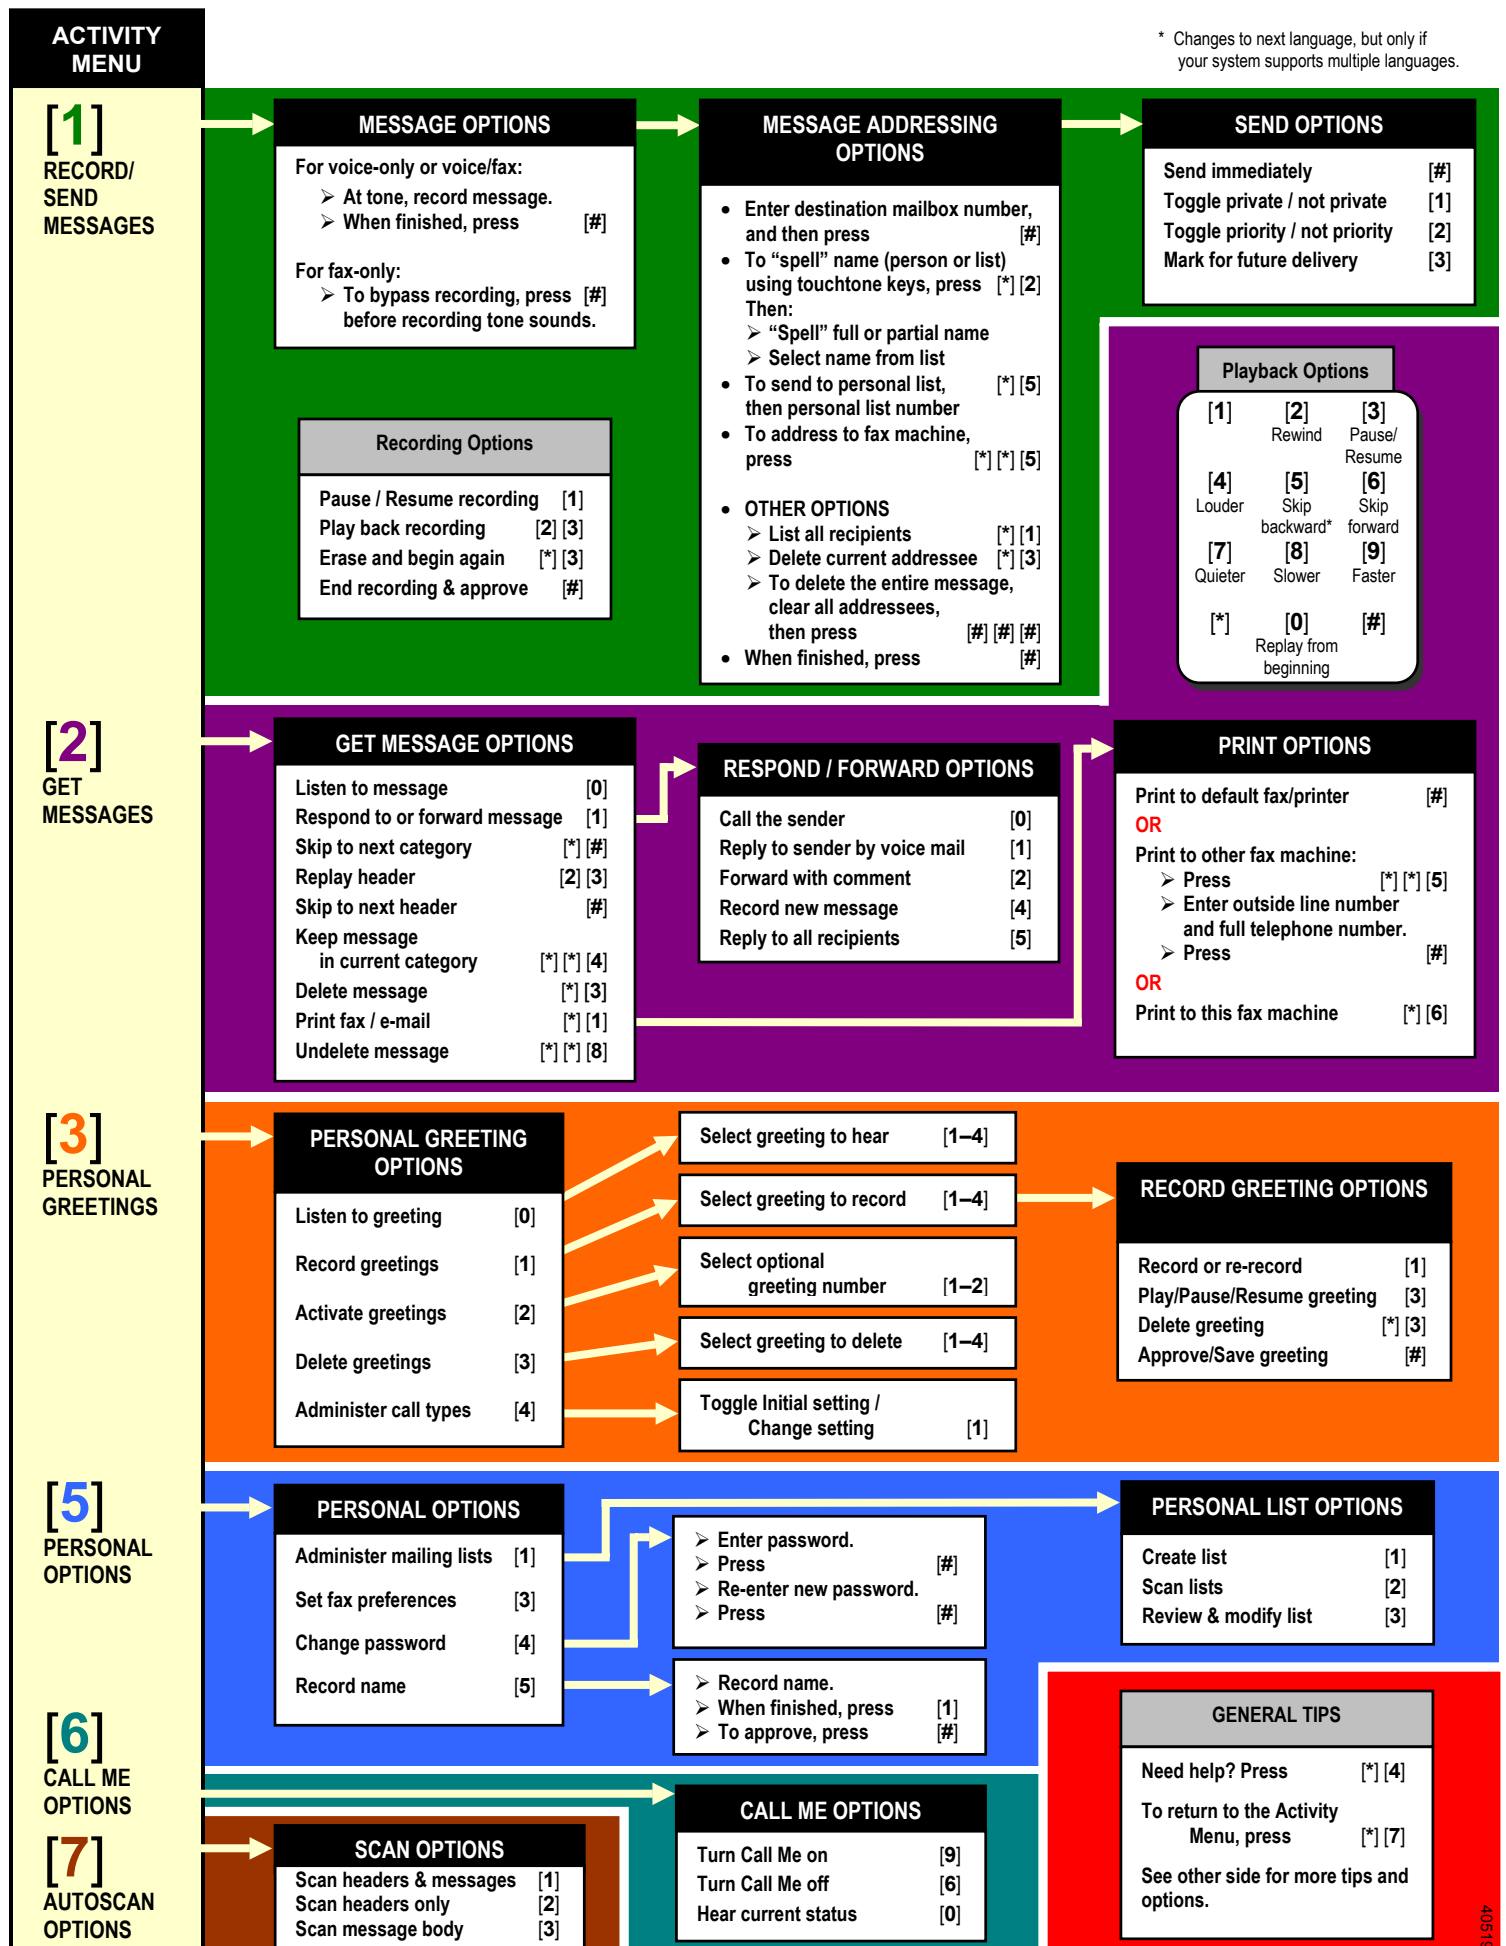 ACTIVITY
MENU
* Changes to next language, but only if
your system supports multiple languages.
[1]
RECORD/
SEND
MESSAGES
MESSAGE OPTIONS
For voice-only or voice/fax:
➢ At tone, record message.
➢ When finished, press [#]
For fax-only:
➢ To bypass recording, press [#]
before recording tone sounds.
Recording Options
Pause / Resume recording [1]
Play back recording [2] [3]
Erase and begin again [*] [3]
End recording & approve [#]
MESSAGE ADDRESSING
OPTIONS
• Enter destination mailbox number,
and then press [#]
• To “spell” name (person or list)
using touchtone keys, press [*] [2]
Then:
➢ “Spell” full or partial name
➢ Select name from list
• To send to personal list, [*] [5]
then personal list number
• To address to fax machine,
press [*] [*] [5]
• OTHER OPTIONS
➢ List all recipients [*] [1]
➢ Delete current addressee [*] [3]
➢ To delete the entire message,
clear all addressees,
then press [#] [#] [#]
• When finished, press [#]
SEND OPTIONS
Send immediately [#]
Toggle private / not private [1]
Toggle priority / not priority [2]
Mark for future delivery [3]
Playback Options
[1] [2] [3]
Rewind Pause/
Resume
[4] [5] [6]
Louder Skip Skip
backward* forward
[7] [8] [9]
Quieter Slower Faster
[*] [0] [#]
Replay from
beginning
[2]
GET
MESSAGES
GET MESSAGE OPTIONS
Listen to message [0]
Respond to or forward message [1]
Skip to next category [*] [#]
Replay header [2] [3]
Skip to next header [#]
Keep message
in current category [*] [*] [4]
Delete message [*] [3]
Print fax / e-mail [*] [1]
Undelete message [*] [*] [8]
RESPOND / FORWARD OPTIONS
Call the sender [0]
Reply to sender by voice mail [1]
Forward with comment [2]
Record new message [4]
Reply to all recipients [5]
PRINT OPTIONS
Print to default fax/printer [#]
OR
Print to other fax machine:
➢ Press [*] [*] [5]
➢ Enter outside line number
and full telephone number.
➢ Press [#]
OR
Print to this fax machine [*] [6]
[3]
PERSONAL
GREETINGS
PERSONAL GREETING
OPTIONS
Listen to greeting [0]
Record greetings [1]
Activate greetings [2]
Delete greetings [3]
Administer call types [4]
Select greeting to hear [1–4]
Select greeting to record [1–4]
Select optional
greeting number [1–2]
Select greeting to delete [1–4]
Toggle Initial setting /
Change setting [1]
RECORD GREETING OPTIONS
Record or re-record [1]
Play/Pause/Resume greeting [3]
Delete greeting [*] [3]
Approve/Save greeting [#]
[5]
PERSONAL
OPTIONS
PERSONAL OPTIONS
Administer mailing lists [1]
Set fax preferences [3]
Change password [4]
Record name [5]
➢ Enter password.
➢ Press [#]
➢ Re-enter new password.
➢ Press [#]
➢ Record name.
➢ When finished, press [1]
➢ To approve, press [#]
PERSONAL LIST OPTIONS
Create list [1]
Scan lists [2]
Review & modify list [3]
[6]
CALL ME
OPTIONS
CALL ME OPTIONS
Turn Call Me on [9]
Turn Call Me off [6]
Hear current status [0]
[7]
AUTOSCAN
OPTIONS
SCAN OPTIONS
Scan headers & messages [1]
Scan headers only [2]
Scan message body [3]
GENERAL TIPS
Need help? Press [*] [4]
To return to the Activity
Menu, press [*] [7]
See other side for more tips and
options.